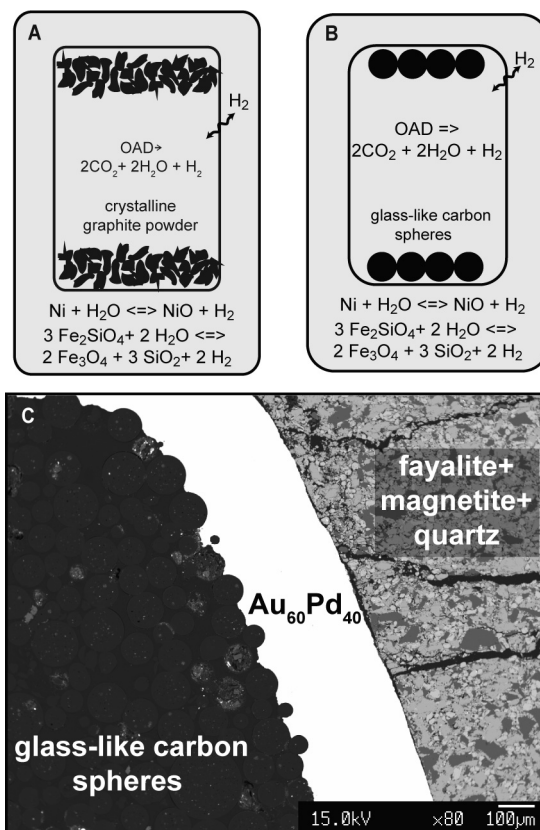 A
H₂
OAD→
2CO₂+ 2H₂O + H₂
crystalline
graphite powder
Ni + H₂O <=> NiO + H₂
3 Fe₂SiO₄+ 2 H₂O <=>
2 Fe₃O₄ + 3 SiO₂+ 2 H₂
B
H₂
OAD =>
2CO₂ + 2H₂O + H₂
glass-like carbon
spheres
Ni + H₂O <=> NiO + H₂
3 Fe₂SiO₄+ 2 H₂O <=>
2 Fe₃O₄ + 3 SiO₂+ 2 H₂
C
fayalite+
magnetite+
quartz
Au₆₀Pd₄₀
glass-like carbon
spheres
15.0kV ×80 100µm